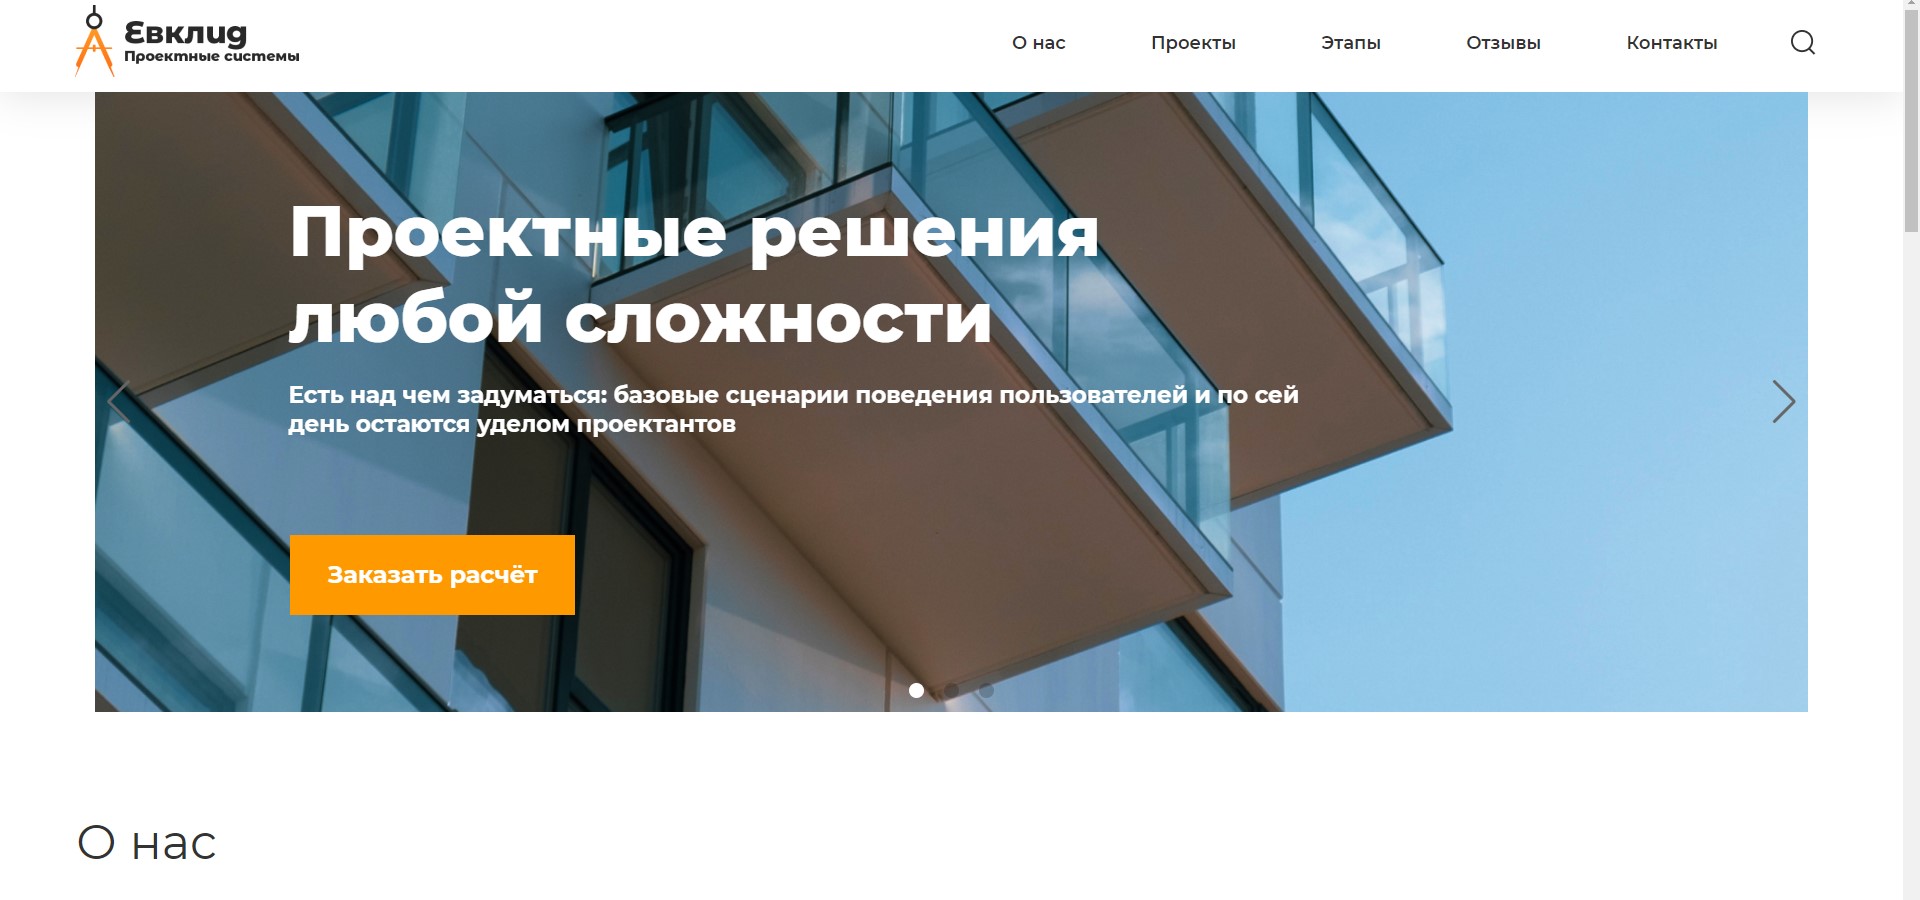 Евклид
Проектные системы
О нас
Проекты
Этапы
Отзывы
Контакты
Проектные решения
любой сложности
Есть над чем задуматься: базовые сценарии поведения пользователей и по сей
день остаются уделом проектантов
Заказать расчёт
О нас